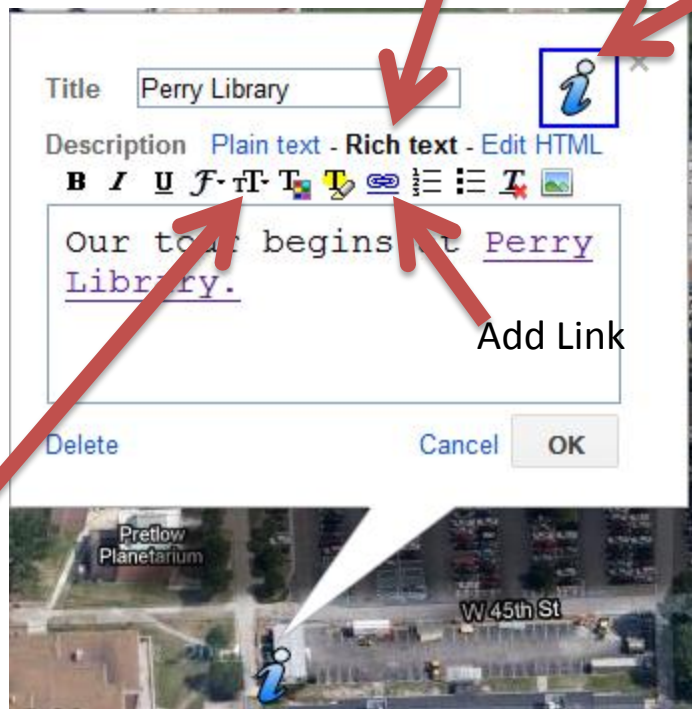 Title Perry Library
Description Plain text - Rich text - Edit HTML
B I U F T T T T
Our tour begins at Perry
Library.
Add Link
Delete Cancel OK
Pretlow
Planetarium
W 45th St